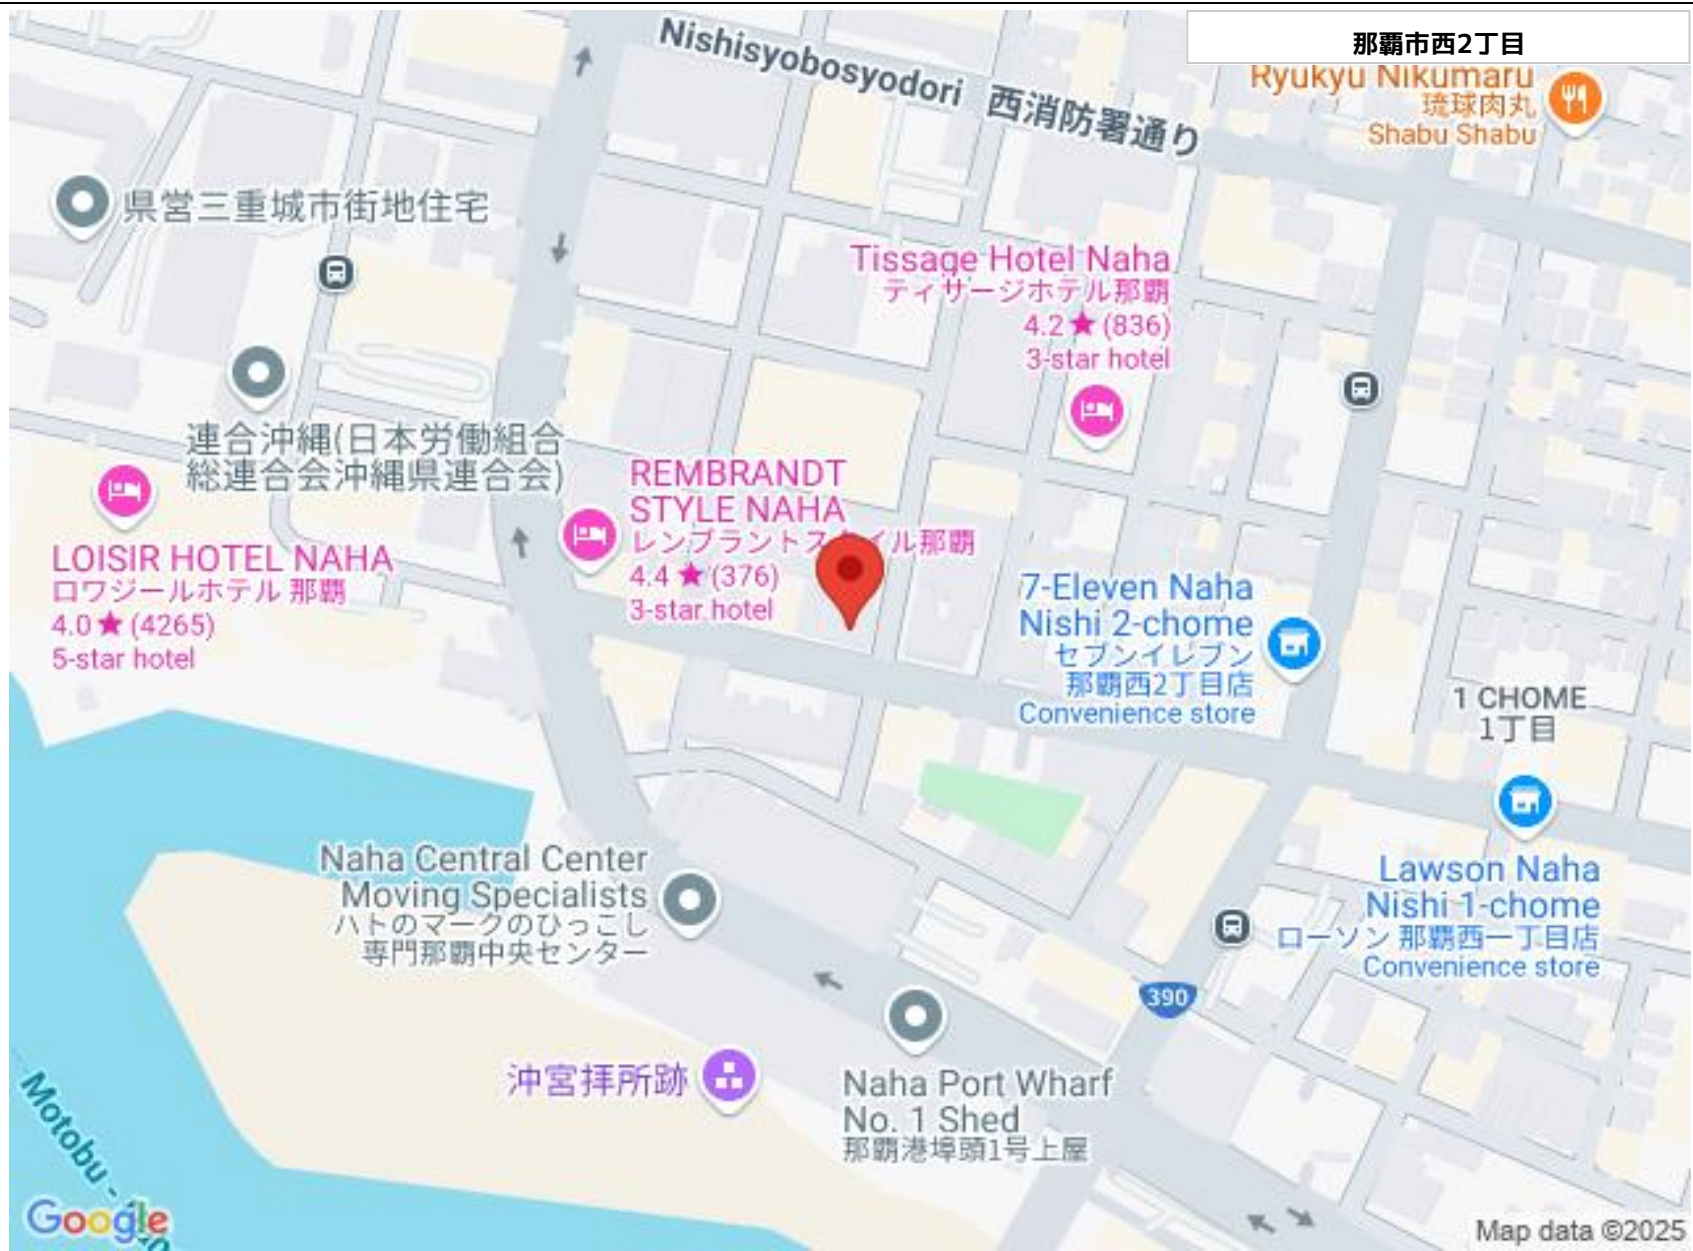 那覇市西2丁目
Nishisyobosyodori 西消防署通り
Ryukyu Nikumaru
琉球肉丸
Shabu Shabu
県営三重城市街地住宅
Tissage Hotel Naha
ティサージホテル那覇
4.2★(836)
3-star hotel
連合沖縄(日本労働組合
総連合会沖縄県連合会)
REMBRANDT
STYLE NAHA
レンブラントスタイル那覇
4.4★(376)
3-star hotel
LOISIR HOTEL NAHA
ロワジールホテル 那覇
4.0★(4265)
5-star hotel
7-Eleven Naha
Nishi 2-chome
セブンイレブン
那覇西2丁目店
Convenience store
1 CHOME
1丁目
Lawson Naha
Nishi 1-chome
ローソン 那覇西一丁目店
Convenience store
Naha Central Center
Moving Specialists
ハトのマークのひっこし
専門那覇中央センター
390
沖宮拝所跡
Naha Port Wharf
No. 1 Shed
那覇港埠頭1号上屋
Motobu -
Google
Map data ©2025